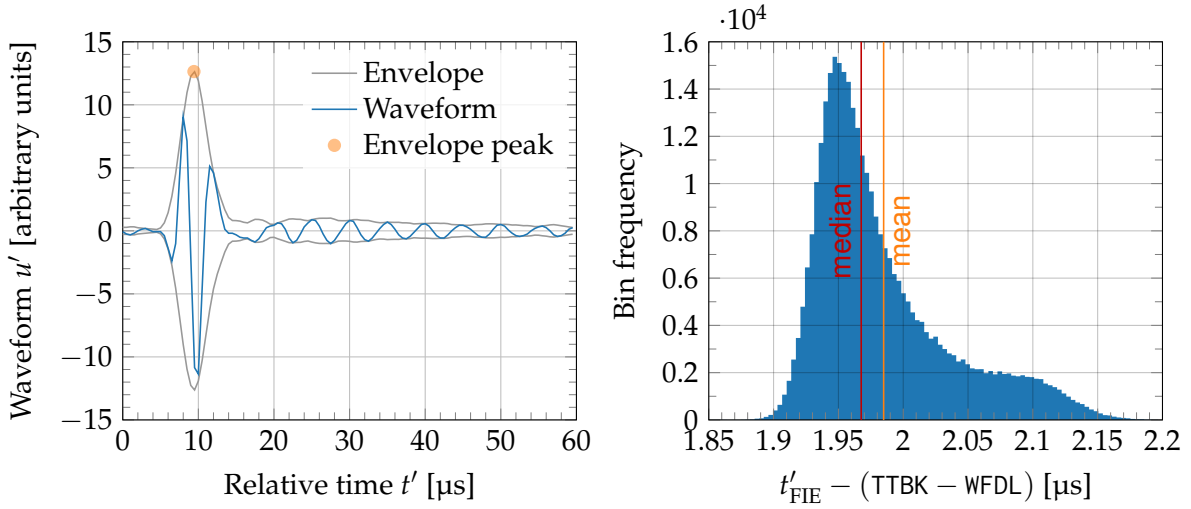 15
10
5
0
−5
−10
−15
0 10 20 30 40 50 60
Waveform u′ [arbitrary units]
Relative time t′ [µs]
Envelope
Waveform
Envelope peak
·10⁴
1.6
1.4
1.2
1
0.8
0.6
0.4
0.2
0
1.85 1.9 1.95 2 2.05 2.1 2.15 2.2
Bin frequency
median
mean
t′FIE − (TTBK − WFDL) [µs]